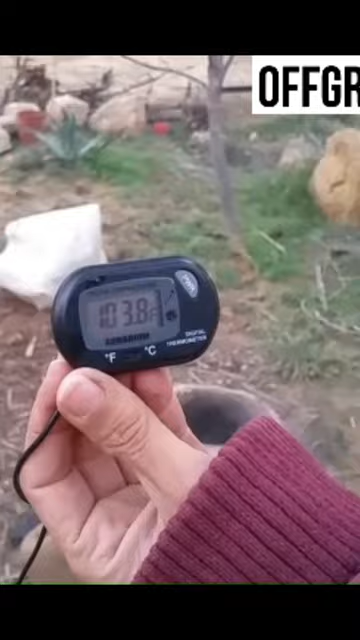 OFFGR
103.8
°F
°C
DIGITAL
THERMOMETER